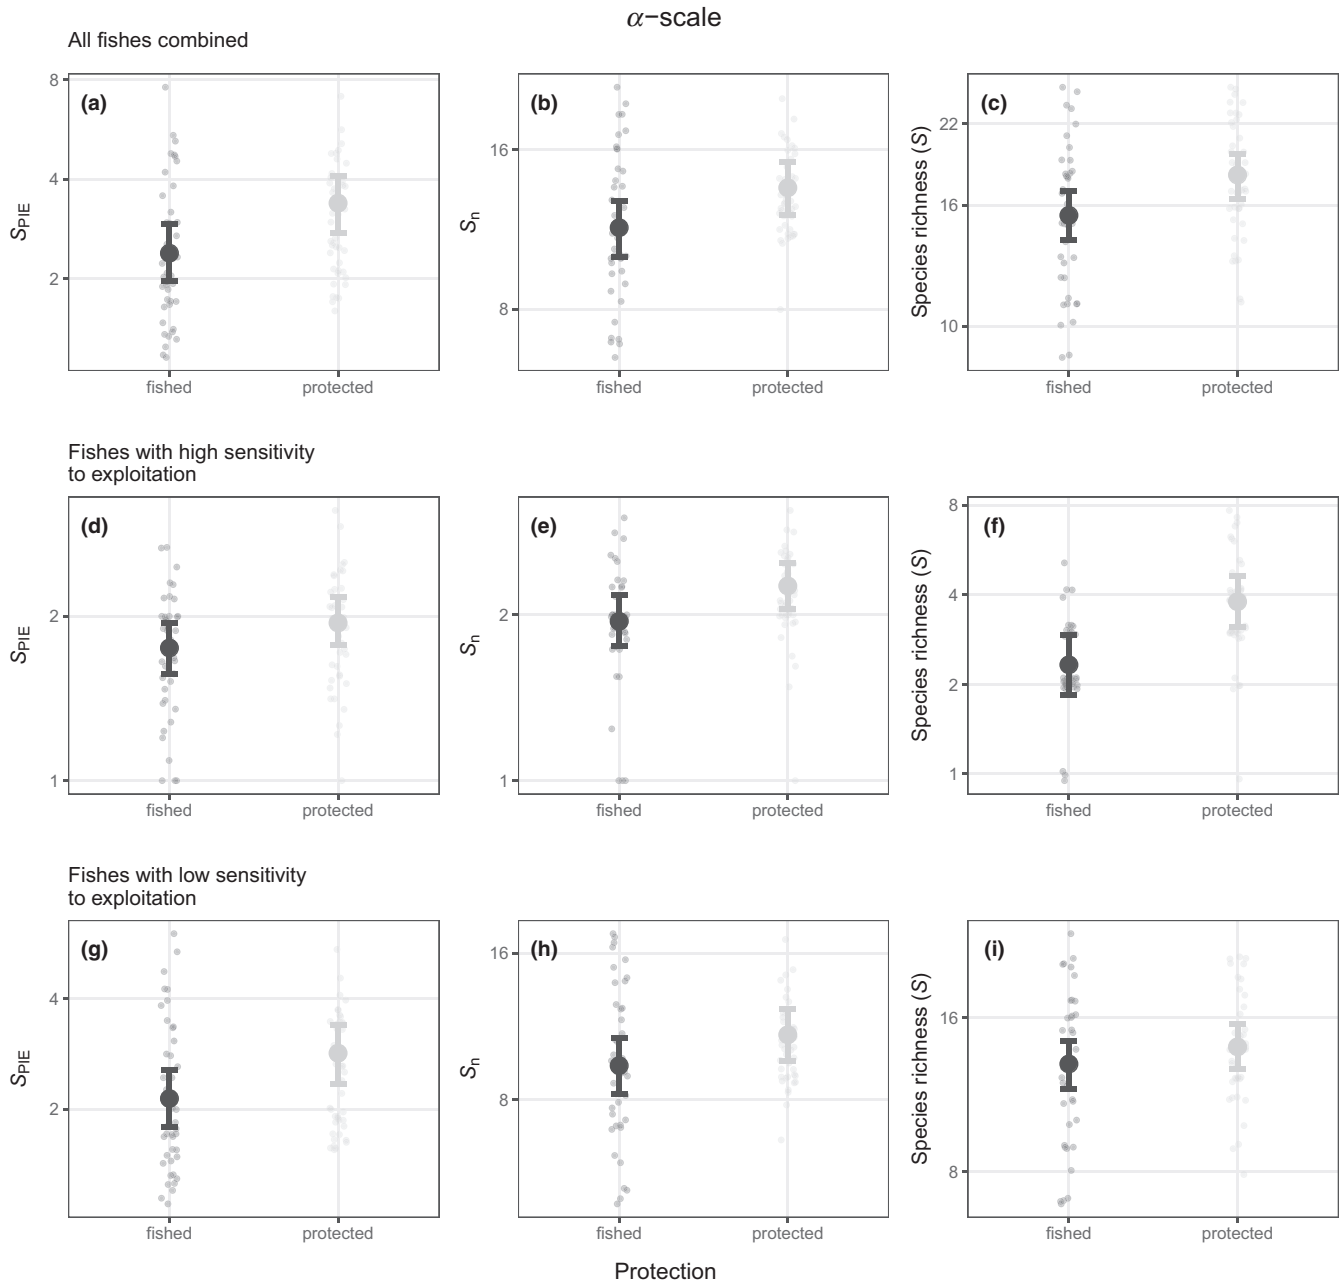 α−scale
All fishes combined
(a)
(b)
(c)
S_PIE
8
4
2
S_n
16
8
Species richness (S)
22
16
10
fished
protected
fished
protected
fished
protected
Fishes with high sensitivity
to exploitation
(d)
(e)
(f)
S_PIE
2
1
S_n
2
1
Species richness (S)
8
4
2
1
fished
protected
fished
protected
fished
protected
Fishes with low sensitivity
to exploitation
(g)
(h)
(i)
S_PIE
4
2
S_n
16
8
Species richness (S)
16
8
fished
protected
fished
protected
fished
protected
Protection